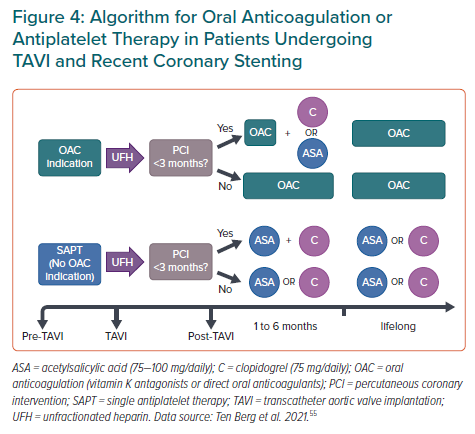 Figure 4: Algorithm for Oral Anticoagulation or
Antiplatelet Therapy in Patients Undergoing
TAVI and Recent Coronary Stenting
OAC
indication
UFH
PCI
<3 months?
Yes
OAC
+
C
OR
ASA
OAC
No
OAC
OAC
SAPT
(No OAC
indication)
UFH
PCI
<3 months?
Yes
ASA + C
ASA OR C
No
ASA OR C
ASA OR C
Pre-TAVI
TAVI
Post-TAVI
1 to 6 months
lifelong
ASA = acetylsalicylic acid (75–100 mg/daily); C = clopidogrel (75 mg/daily); OAC = oral
anticoagulation (vitamin K antagonists or direct oral anticoagulants); PCI = percutaneous coronary
intervention; SAPT = single antiplatelet therapy; TAVI = transcatheter aortic valve implantation;
UFH = unfractionated heparin. Data source: Ten Berg et al. 2021.⁵⁵